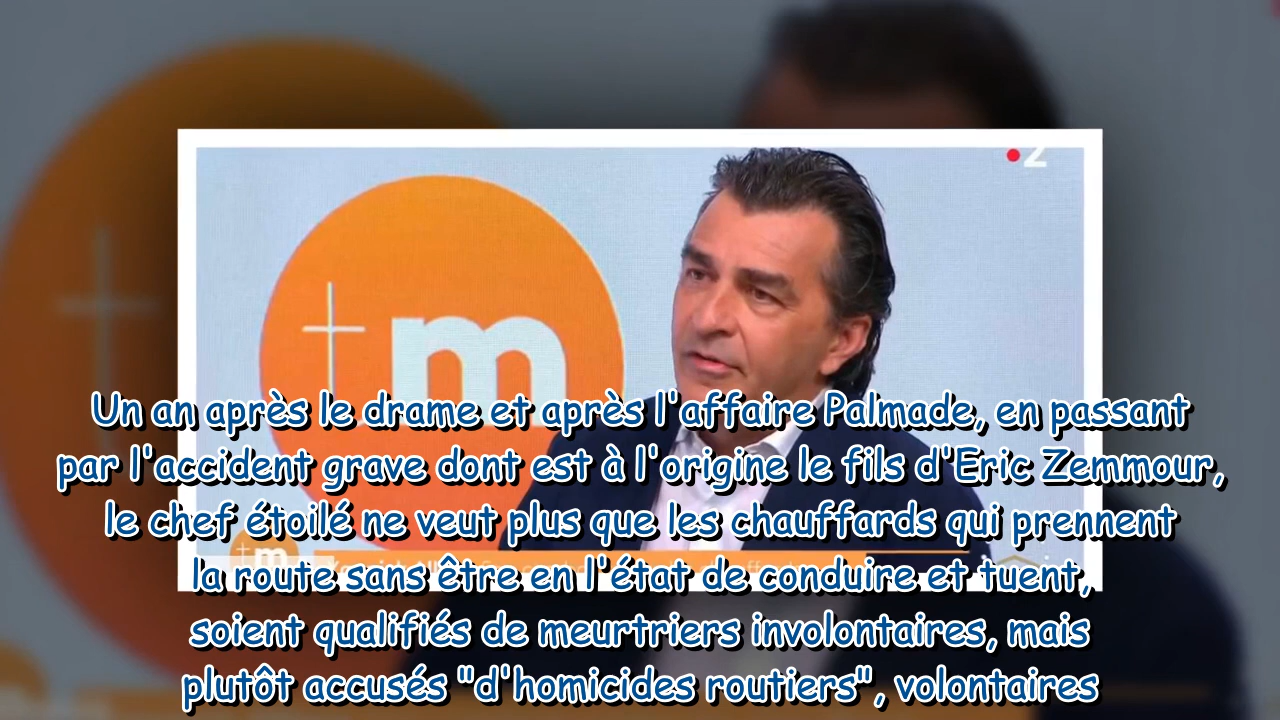 2
+m
Un an après le drame et après l'affaire Palmade, en passant
par l'accident grave dont est à l'origine le fils d'Eric Zemmour,
le chef étoilé ne veut plus que les chauffards qui prennent
+m
la route sans être en l'état de conduire et tuent,
soient qualifiés de meurtriers involontaires, mais
plutôt accusés "d'homicides routiers", volontaires